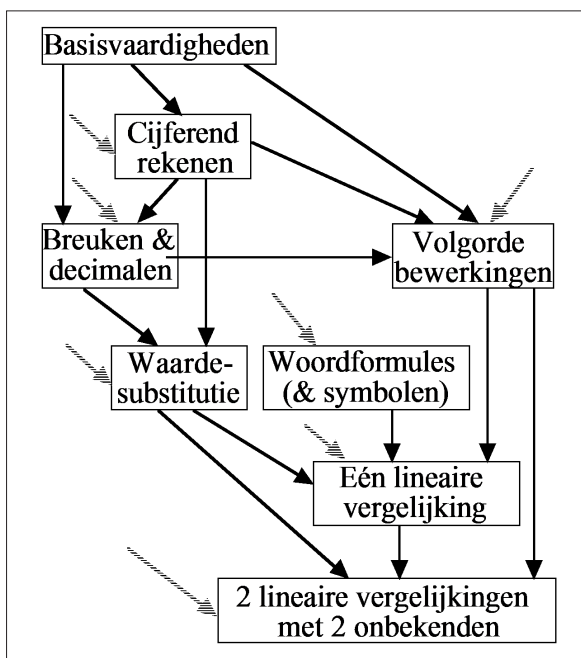 Basisvaardigheden
Cijferend
rekenen
Breuken &
decimalen
Volgorde
bewerkingen
Waarde-
substitutie
Woordformules
(& symbolen)
Eén lineaire
vergelijking
2 lineaire vergelijkingen
met 2 onbekenden